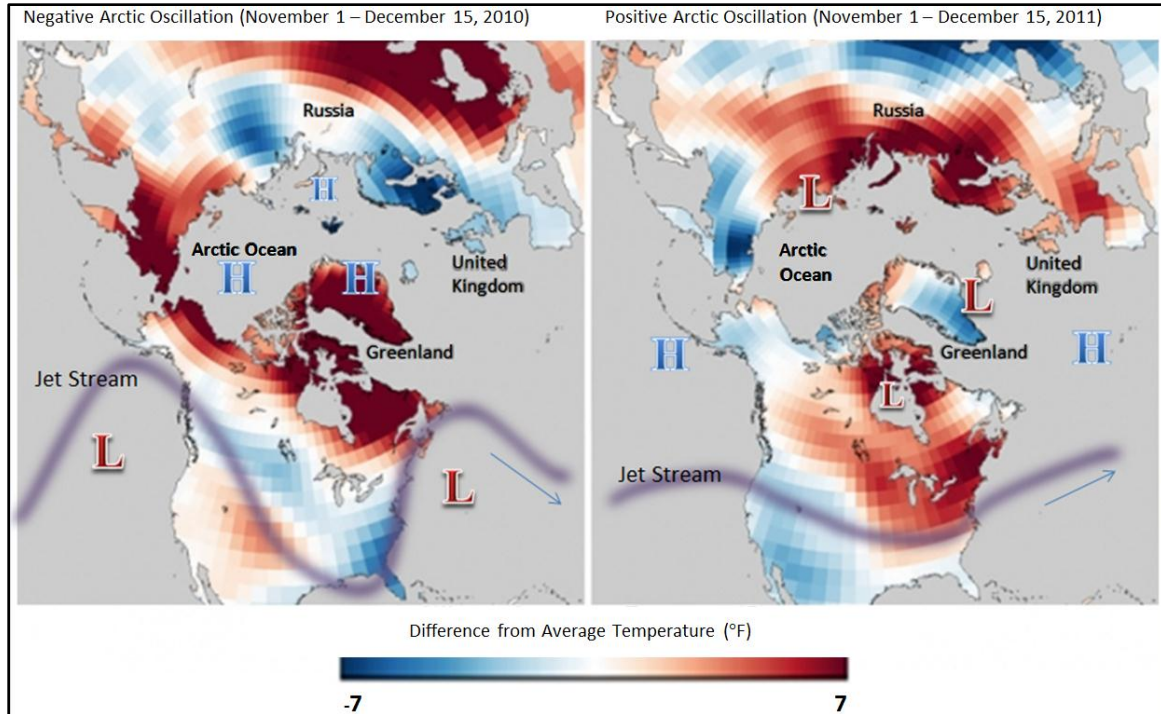 Negative Arctic Oscillation (November 1 – December 15, 2010)
Russia
H
Arctic Ocean
H
H
United
Kingdom
Greenland
Jet Stream
L
L
Positive Arctic Oscillation (November 1 – December 15, 2011)
Russia
L
Arctic
Ocean
United
Kingdom
L
Greenland
H
H
L
Jet Stream
Difference from Average Temperature (°F)
-7
7